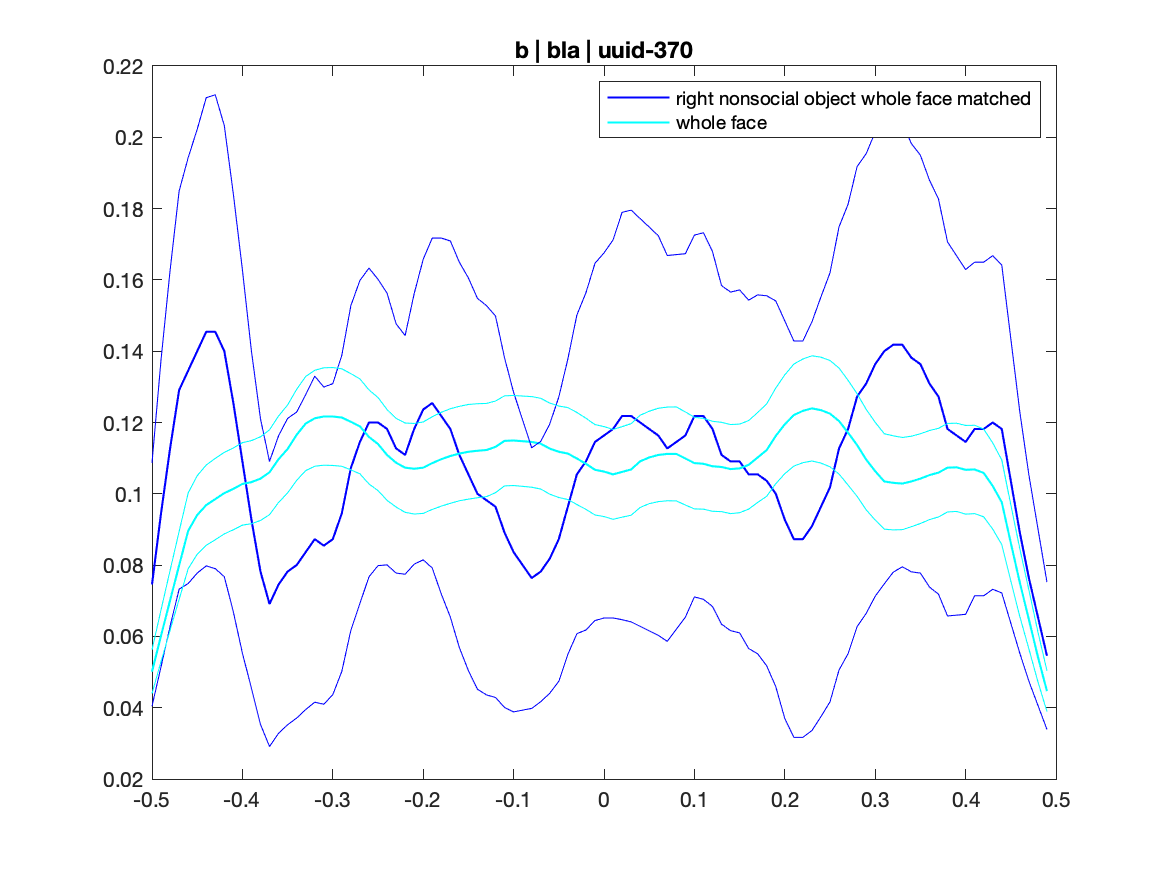 b | bla | uuid-370
0.22
0.2
0.18
0.16
0.14
0.12
0.1
0.08
0.06
0.04
0.02
right nonsocial object whole face matched
whole face
-0.5 -0.4 -0.3 -0.2 -0.1 0 0.1 0.2 0.3 0.4 0.5